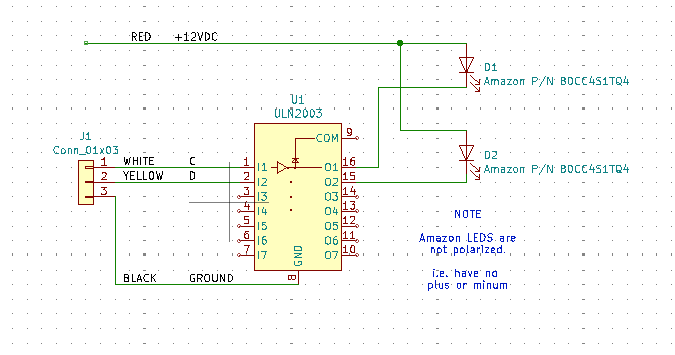 RED +12VDC
D1
Amazon P/N B0CC4S1TQ4
U1
ULN2003
COM 9
J1
Conn_01x03
1 WHITE C 1 I1 O1 16
2 YELLOW D 2 I2 O2 15
3 3 I3 O3 14
4 I4 O4 13
5 I5 O5 12
6 I6 O6 11
7 I7 O7 10
GND
8
BLACK GROUND
D2
Amazon P/N B0CC4S1TQ4
NOTE
Amazon LEDS are
not polarized.
i.e. have no
plus or minum